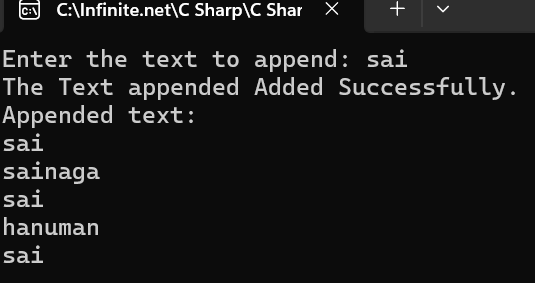 C:\Infinite.net\C Sharp\C Shar
Enter the text to append: sai
The Text appended Added Successfully.
Appended text:
sai
sainaga
sai
hanuman
sai